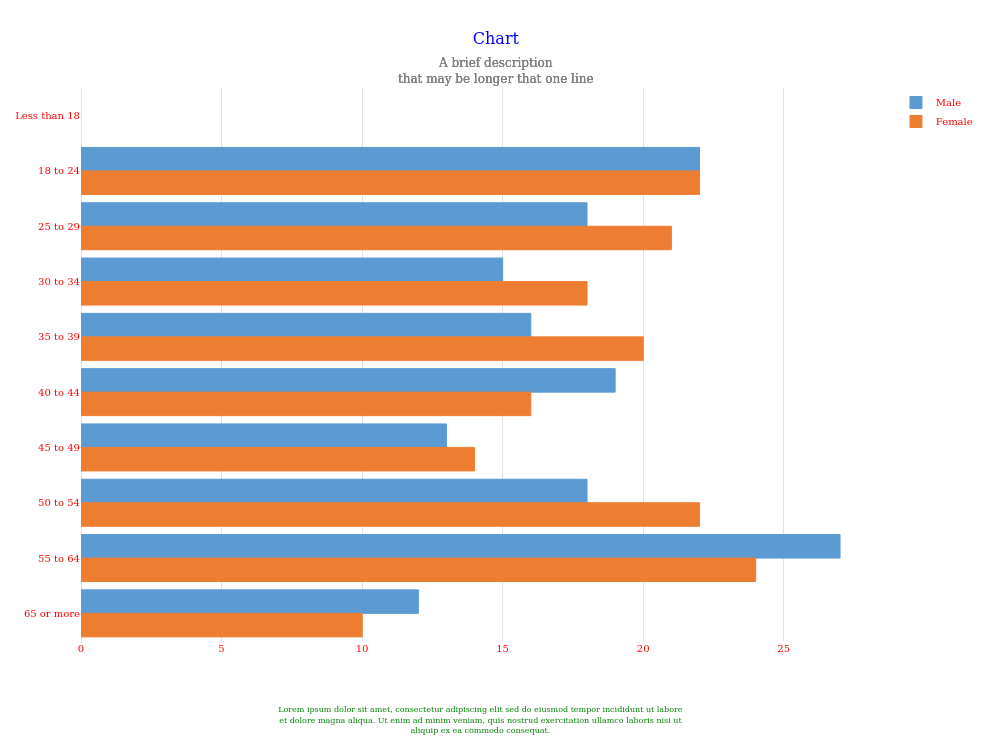 Chart
A brief description
that may be longer that one line
Male
Female
Less than 18
18 to 24
25 to 29
30 to 34
35 to 39
40 to 44
45 to 49
50 to 54
55 to 64
65 or more
0 5 10 15 20 25
Lorem ipsum dolor sit amet, consectetur adipiscing elit sed do eiusmod tempor incididunt ut labore
et dolore magna aliqua. Ut enim ad minim veniam, quis nostrud exercitation ullamco laboris nisi ut
aliquip ex ea commodo consequat.